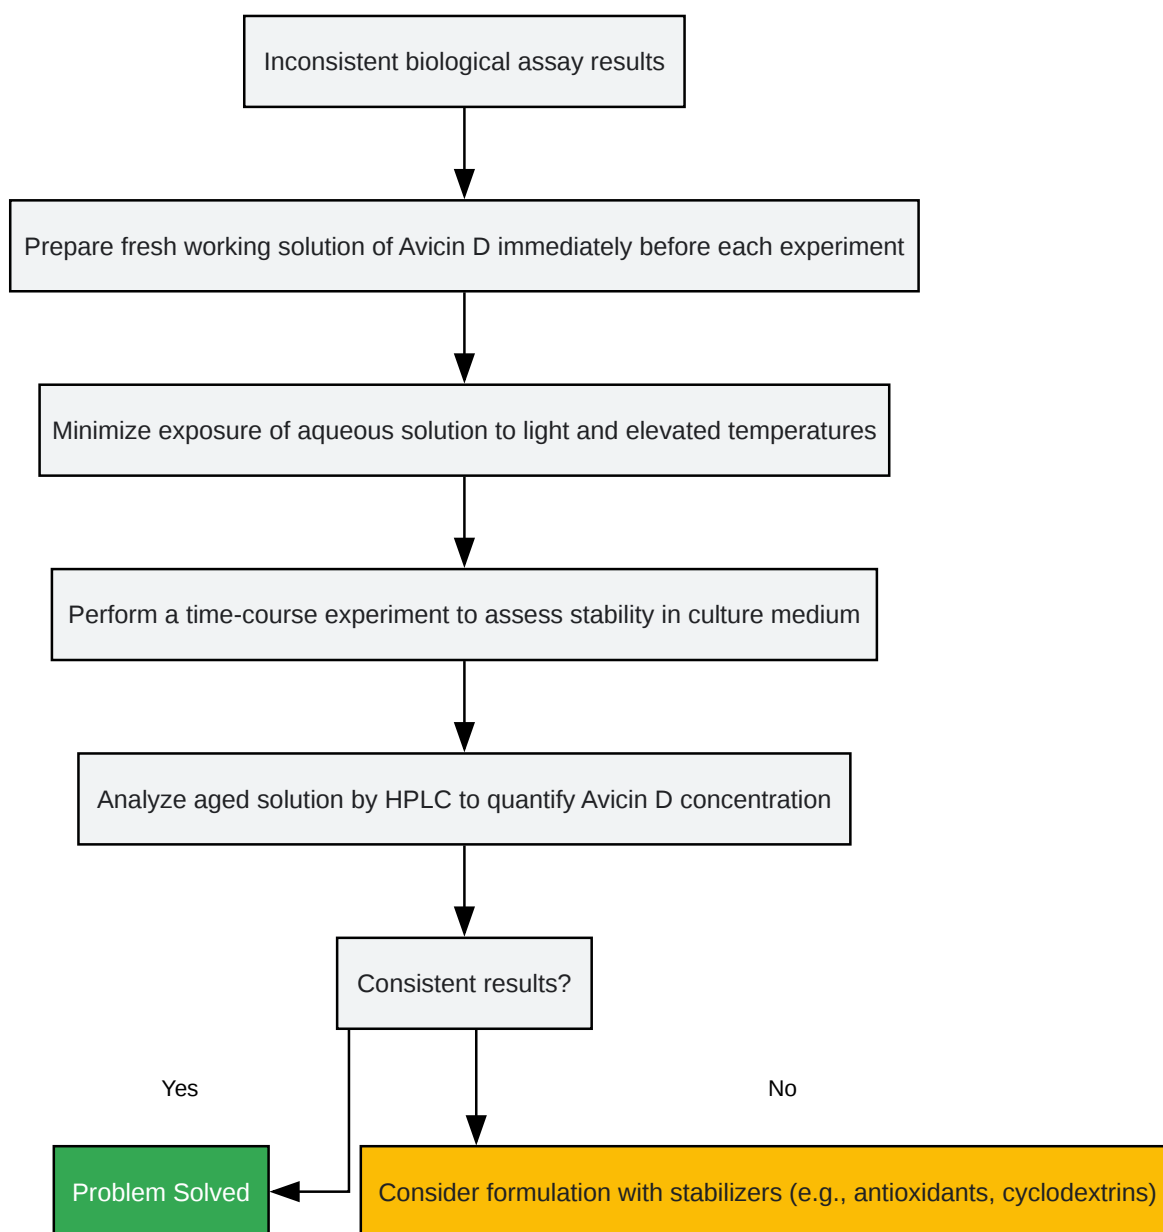 Inconsistent biological assay results
Prepare fresh working solution of Avicin D immediately before each experiment
Minimize exposure of aqueous solution to light and elevated temperatures
Perform a time-course experiment to assess stability in culture medium
Analyze aged solution by HPLC to quantify Avicin D concentration
Consistent results?
Yes
No
Problem Solved
Consider formulation with stabilizers (e.g., antioxidants, cyclodextrins)